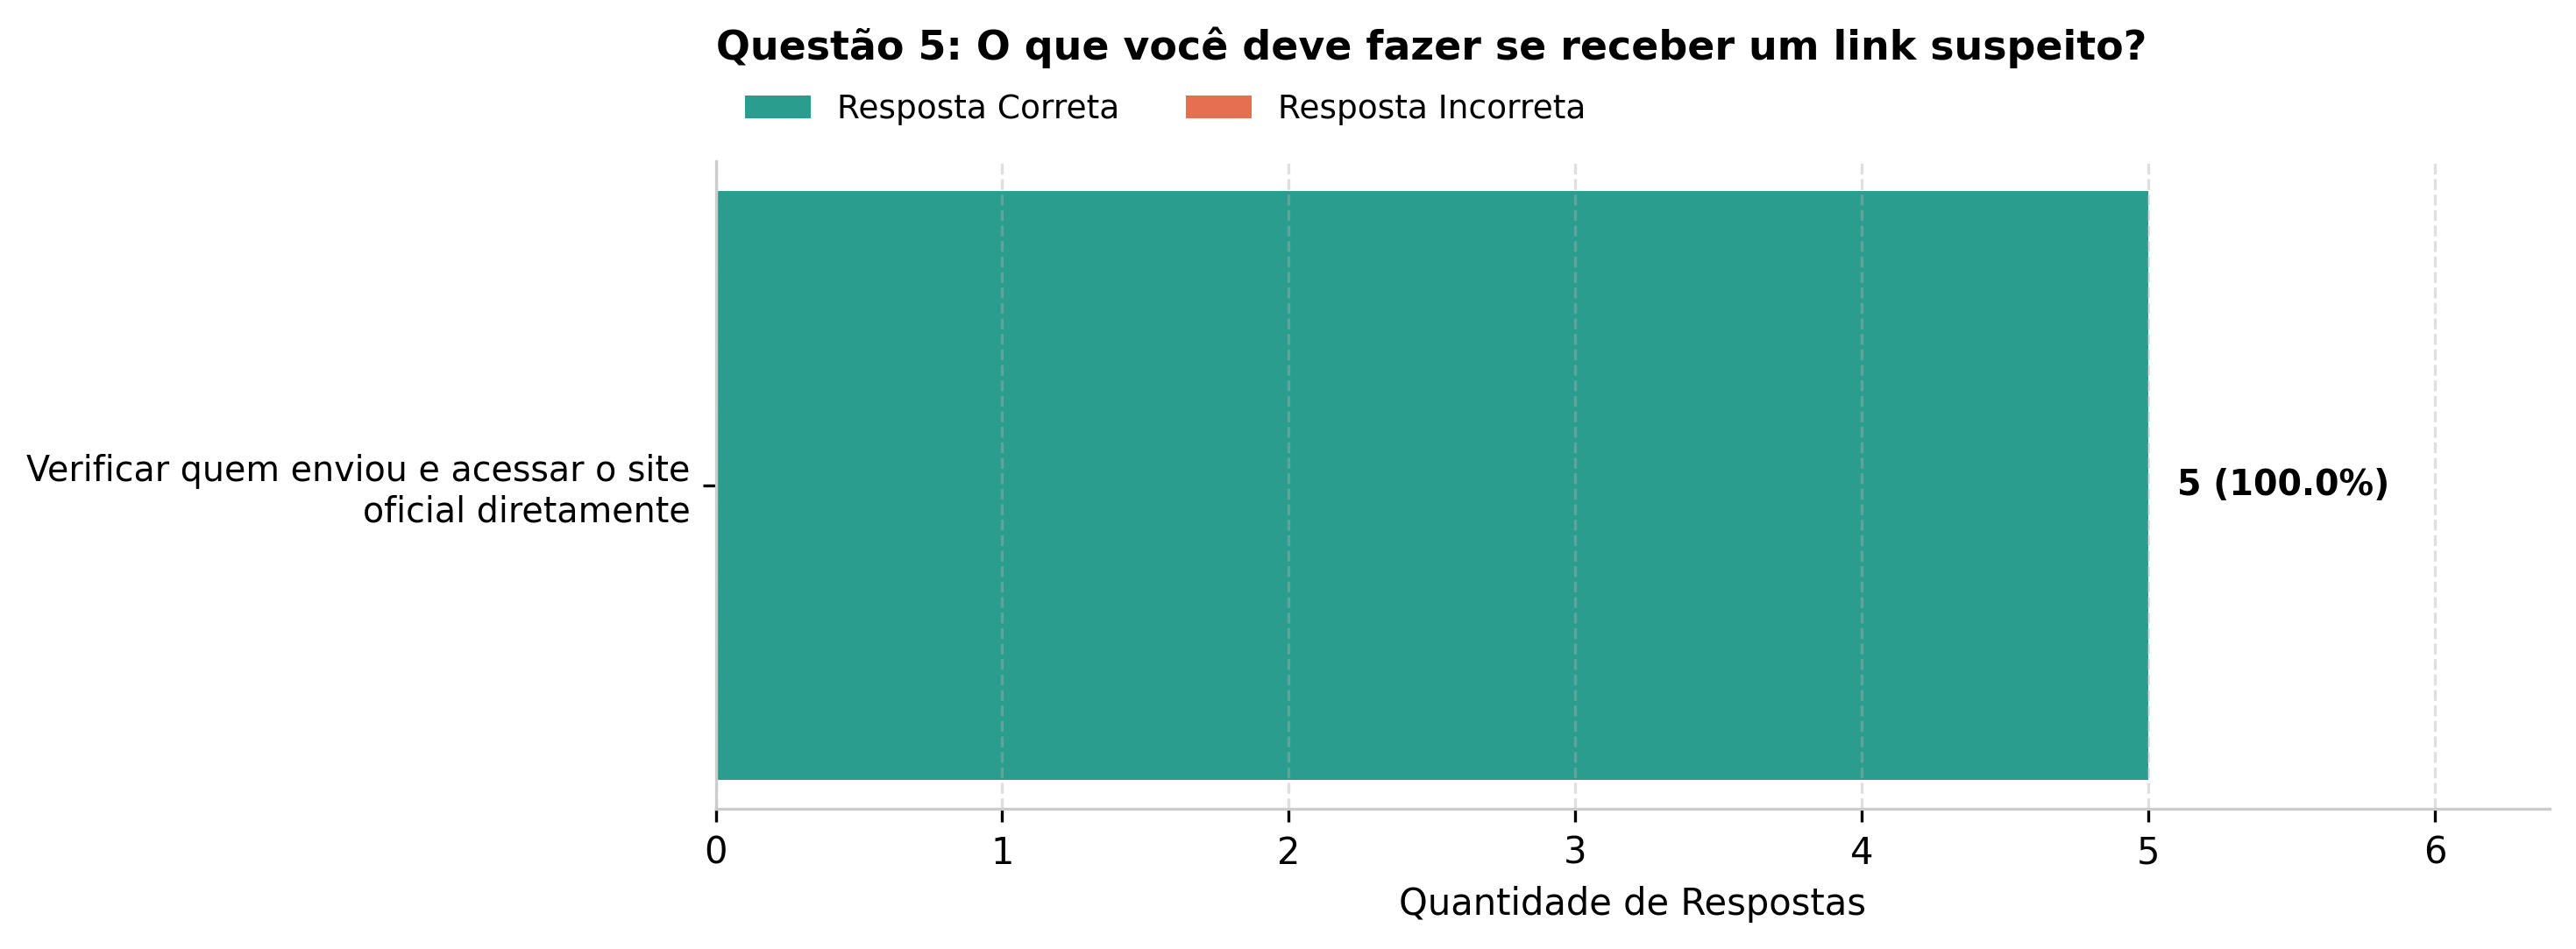 Questão 5: O que você deve fazer se receber um link suspeito?
Resposta Correta
Resposta Incorreta
Verificar quem enviou e acessar o site
oficial diretamente
5 (100.0%)
0
1
2
3
4
5
6
Quantidade de Respostas